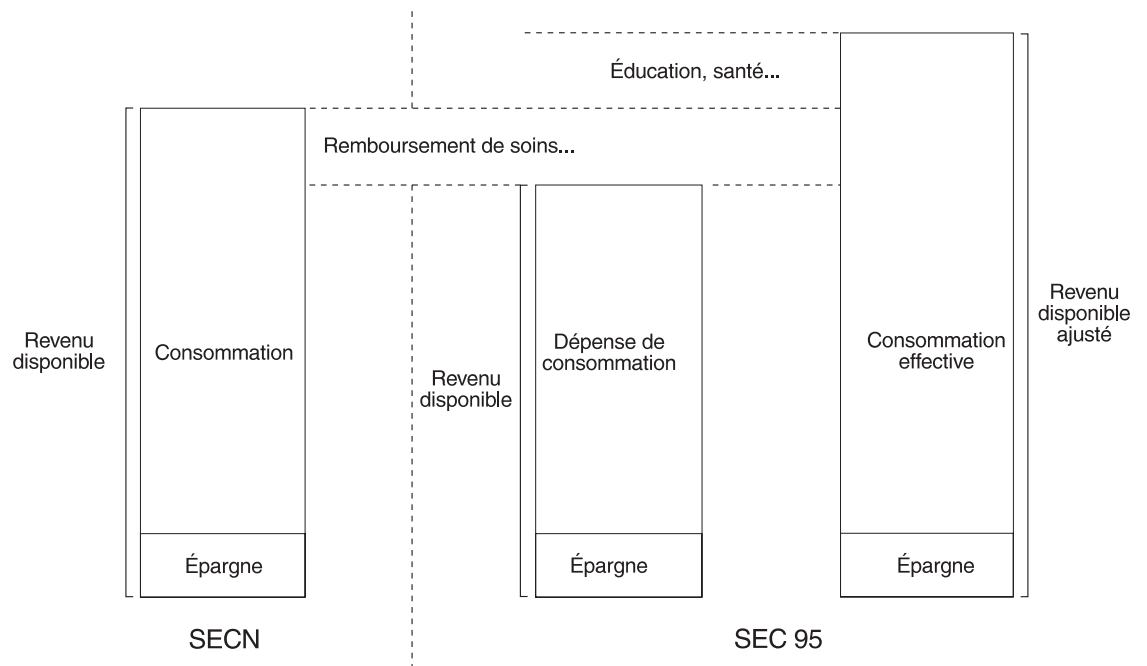 Éducation, santé...
Remboursement de soins...
Revenu
disponible
Consommation
Revenu
disponible
Dépense de
consommation
Consommation
effective
Revenu
disponible
ajusté
Épargne
Épargne
Épargne
SECN
SEC 95